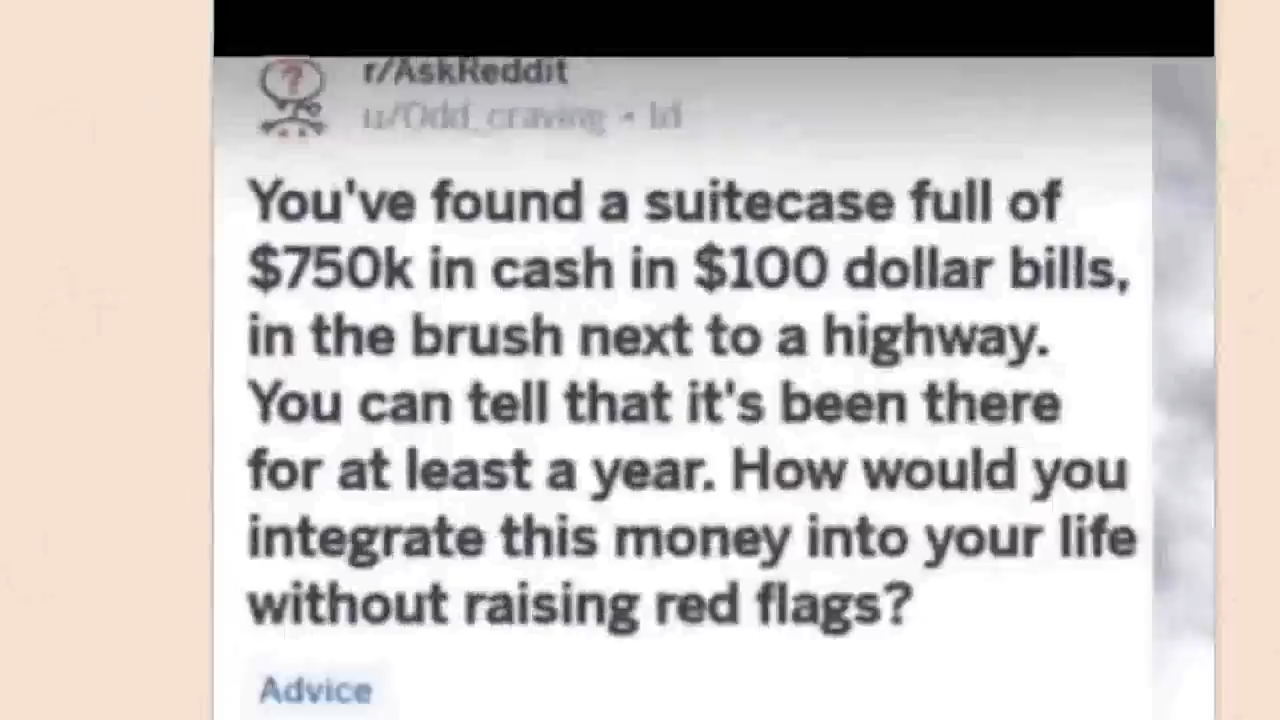 r/AskReddit
u/Odd_craving • 1d
You've found a suitecase full of
$750k in cash in $100 dollar bills,
in the brush next to a highway.
You can tell that it's been there
for at least a year. How would you
integrate this money into your life
without raising red flags?
Advice